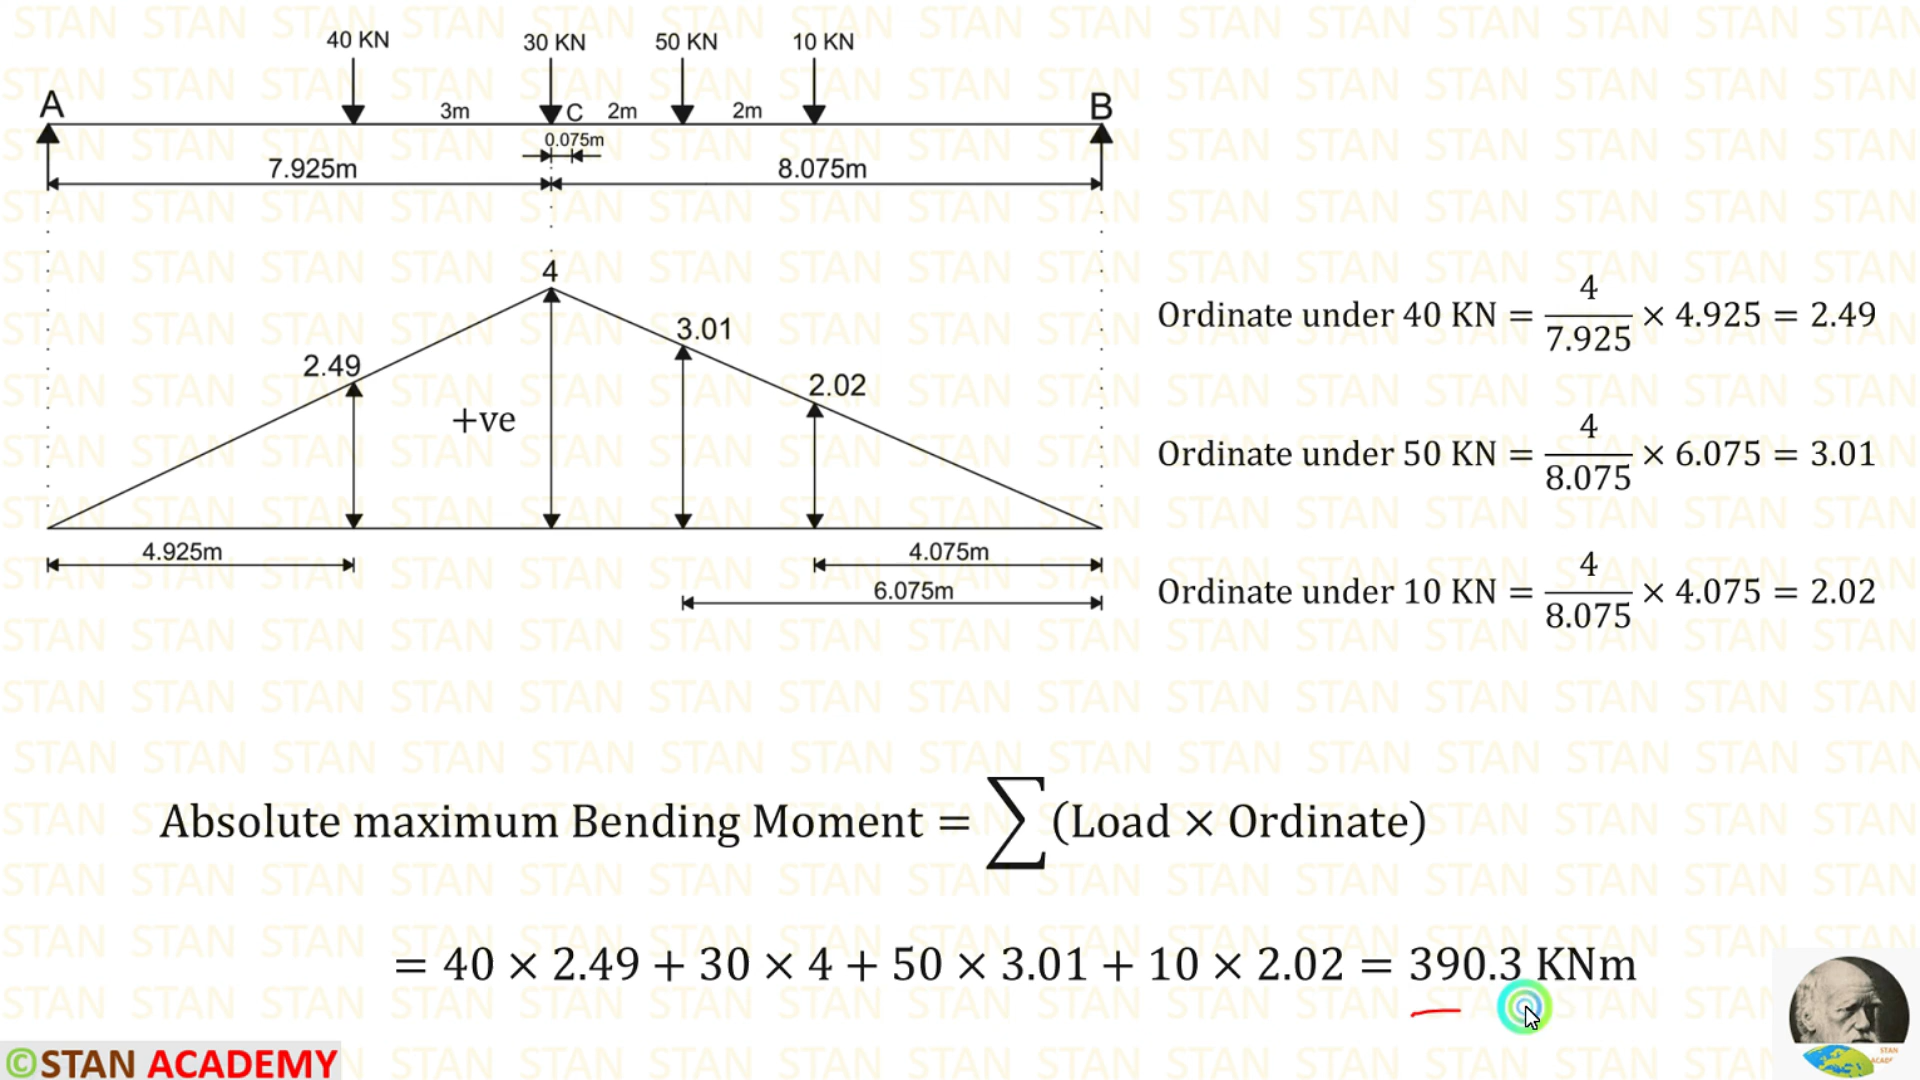 40 KN
30 KN
50 KN
10 KN
A
3m
C
2m
2m
B
0.075m
7.925m
8.075m
4
3.01
2.49
2.02
+ve
4.925m
4.075m
6.075m
Ordinate under 40 KN = 4/7.925 × 4.925 = 2.49
Ordinate under 50 KN = 4/8.075 × 6.075 = 3.01
Ordinate under 10 KN = 4/8.075 × 4.075 = 2.02
Absolute maximum Bending Moment = ∑(Load × Ordinate)
= 40 × 2.49 + 30 × 4 + 50 × 3.01 + 10 × 2.02 = 390.3 KNm
©STAN ACADEMY
STAN